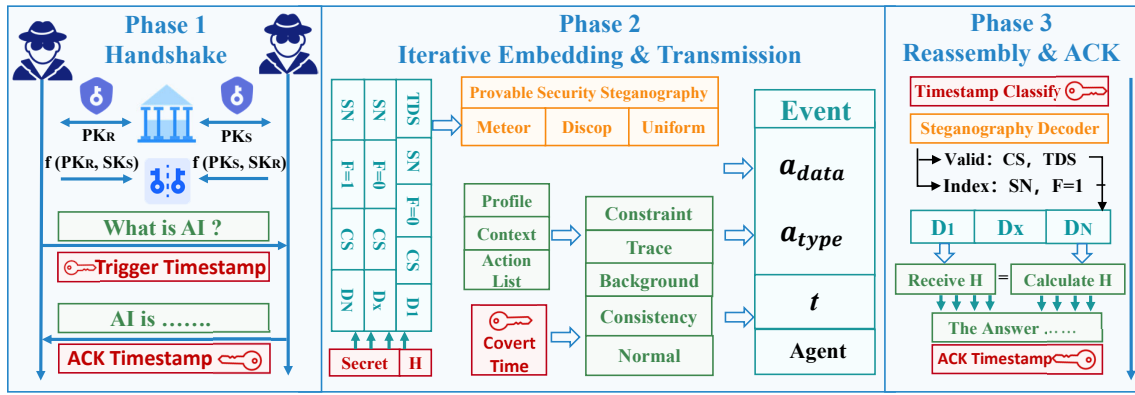 Phase 1
Handshake
PKR
PKS
f (PKR, SKS)
f (PKS, SKR)
What is AI ?
Trigger Timestamp
AI is .......
ACK Timestamp
Phase 2
Iterative Embedding & Transmission
SN
F=1
CS
DN
SN
F=0
CS
Dx
TDS
SN
F=0
CS
D1
Secret
H
Provable Security Steganography
Meteor
Discop
Uniform
Profile
Context
Action
List
Covert
Time
Constraint
Trace
Background
Consistency
Normal
Event
adata
atype
t
Agent
Phase 3
Reassembly & ACK
Timestamp Classify
Steganography Decoder
Valid: CS, TDS
Index: SN, F=1
D1
Dx
DN
Receive H
=
Calculate H
The Answer ... ...
ACK Timestamp